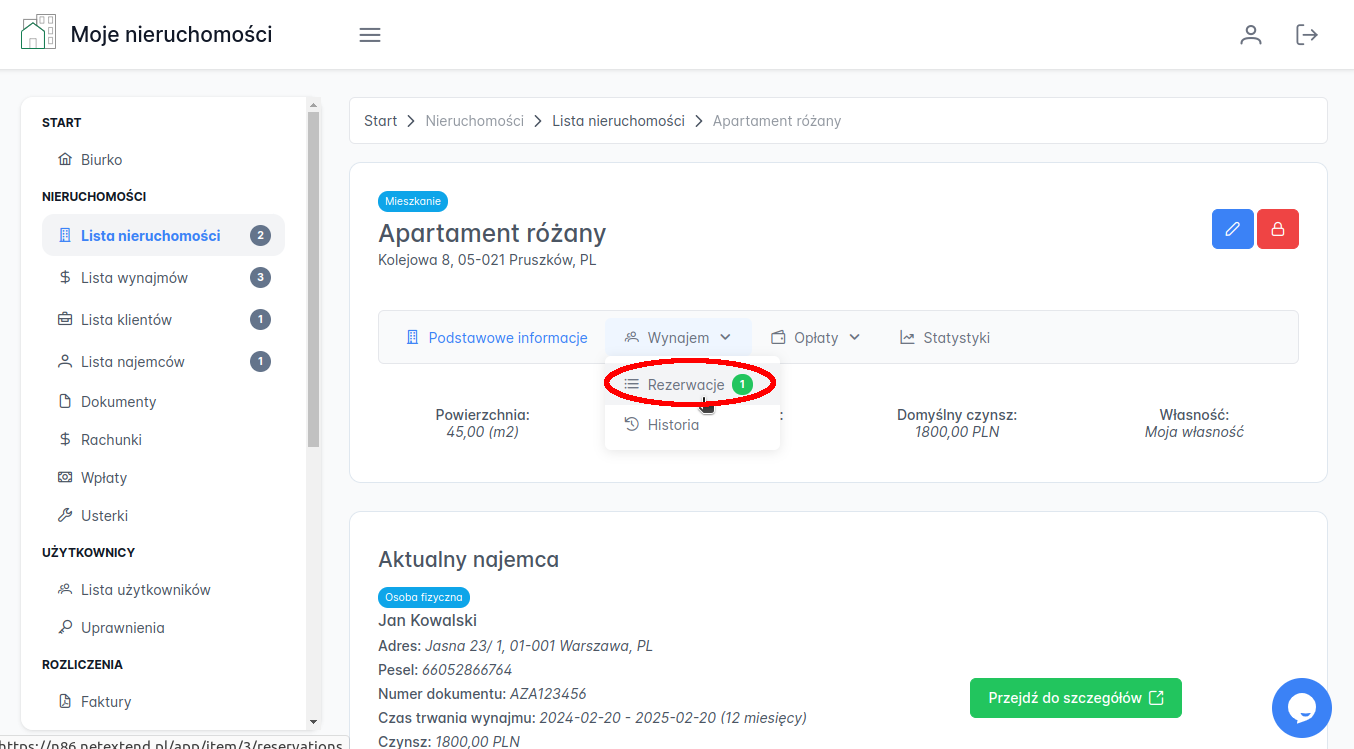 Moje nieruchomości
START
Biurko
NIERUCHOMOŚCI
Lista nieruchomości 2
Lista wynajmów 3
Lista klientów 1
Lista najemców 1
Dokumenty
Rachunki
Wpłaty
Usterki
UŻYTKOWNICY
Lista użytkowników
Uprawnienia
ROZLICZENIA
Faktury
Start > Nieruchomości > Lista nieruchomości > Apartament różany
Mieszkanie
Apartament różany
Kolejowa 8, 05-021 Pruszków, PL
Podstawowe informacje Wynajem Opłaty Statystyki
Rezerwacje 1
Historia
Powierzchnia: : Domyślny czynsz: Własność:
45,00 (m2) 1800,00 PLN Moja własność
Aktualny najemca
Osoba fizyczna
Jan Kowalski
Adres: Jasna 23/ 1, 01-001 Warszawa, PL
Pesel: 66052866764
Numer dokumentu: AZA123456
Przejdź do szczegółów
Czas trwania wynajmu: 2024-02-20 - 2025-02-20 (12 miesięcy)
Czynsz: 1800,00 PLN
https://n86.netextend.pl/app/item/3/reservations